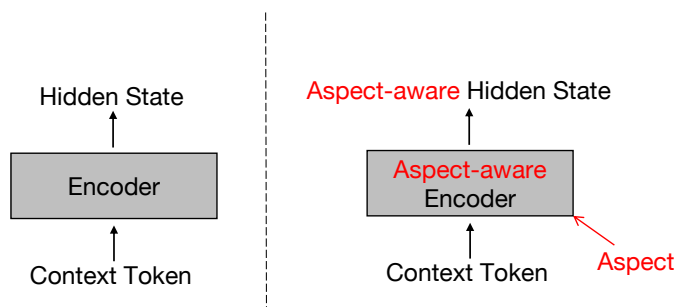 Hidden State
Encoder
Context Token
Aspect-aware Hidden State
Aspect-aware
Encoder
Context Token
Aspect